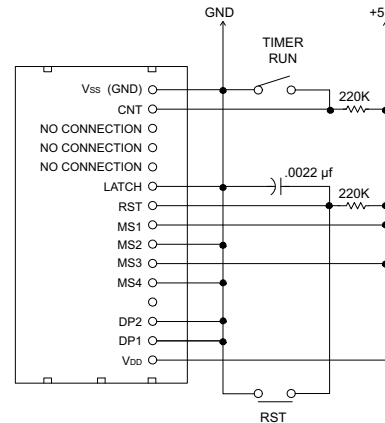 GND
+5
TIMER
RUN
Vss (GND)
CNT
220K
NO CONNECTION
NO CONNECTION
NO CONNECTION
.0022 µf
LATCH
220K
RST
MS1
MS2
MS3
MS4
DP2
DP1
VDD
RST